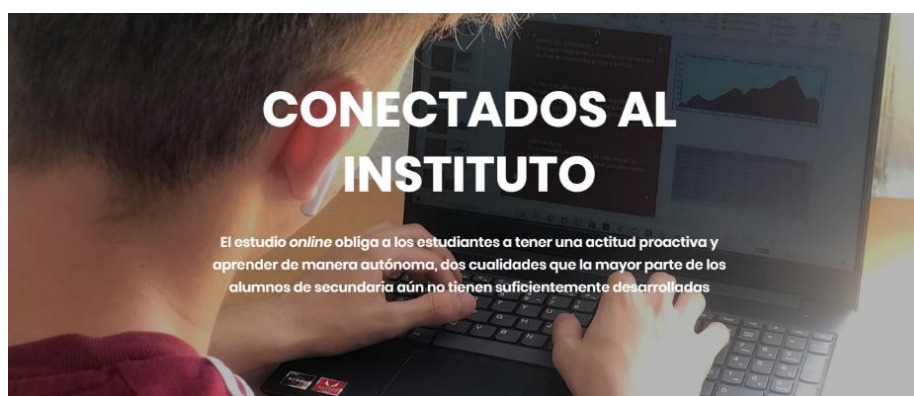 CONECTADOS AL
INSTITUTO
El estudio online obliga a los estudiantes a tener una actitud proactiva y
aprender de manera autónoma, dos cualidades que la mayor parte de los
alumnos de secundaria aún no tienen suficientemente desarrolladas